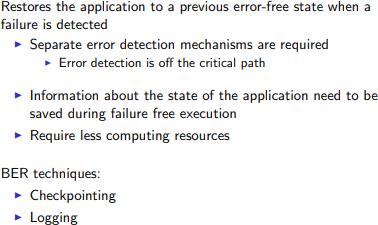 Restores the application to a previous error-free state when a
failure is detected
Separate error detection mechanisms are required
Error detection is off the critical path
Information about the state of the application need to be
saved during failure free execution
Require less computing resources
BER techniques:
Checkpointing
Logging